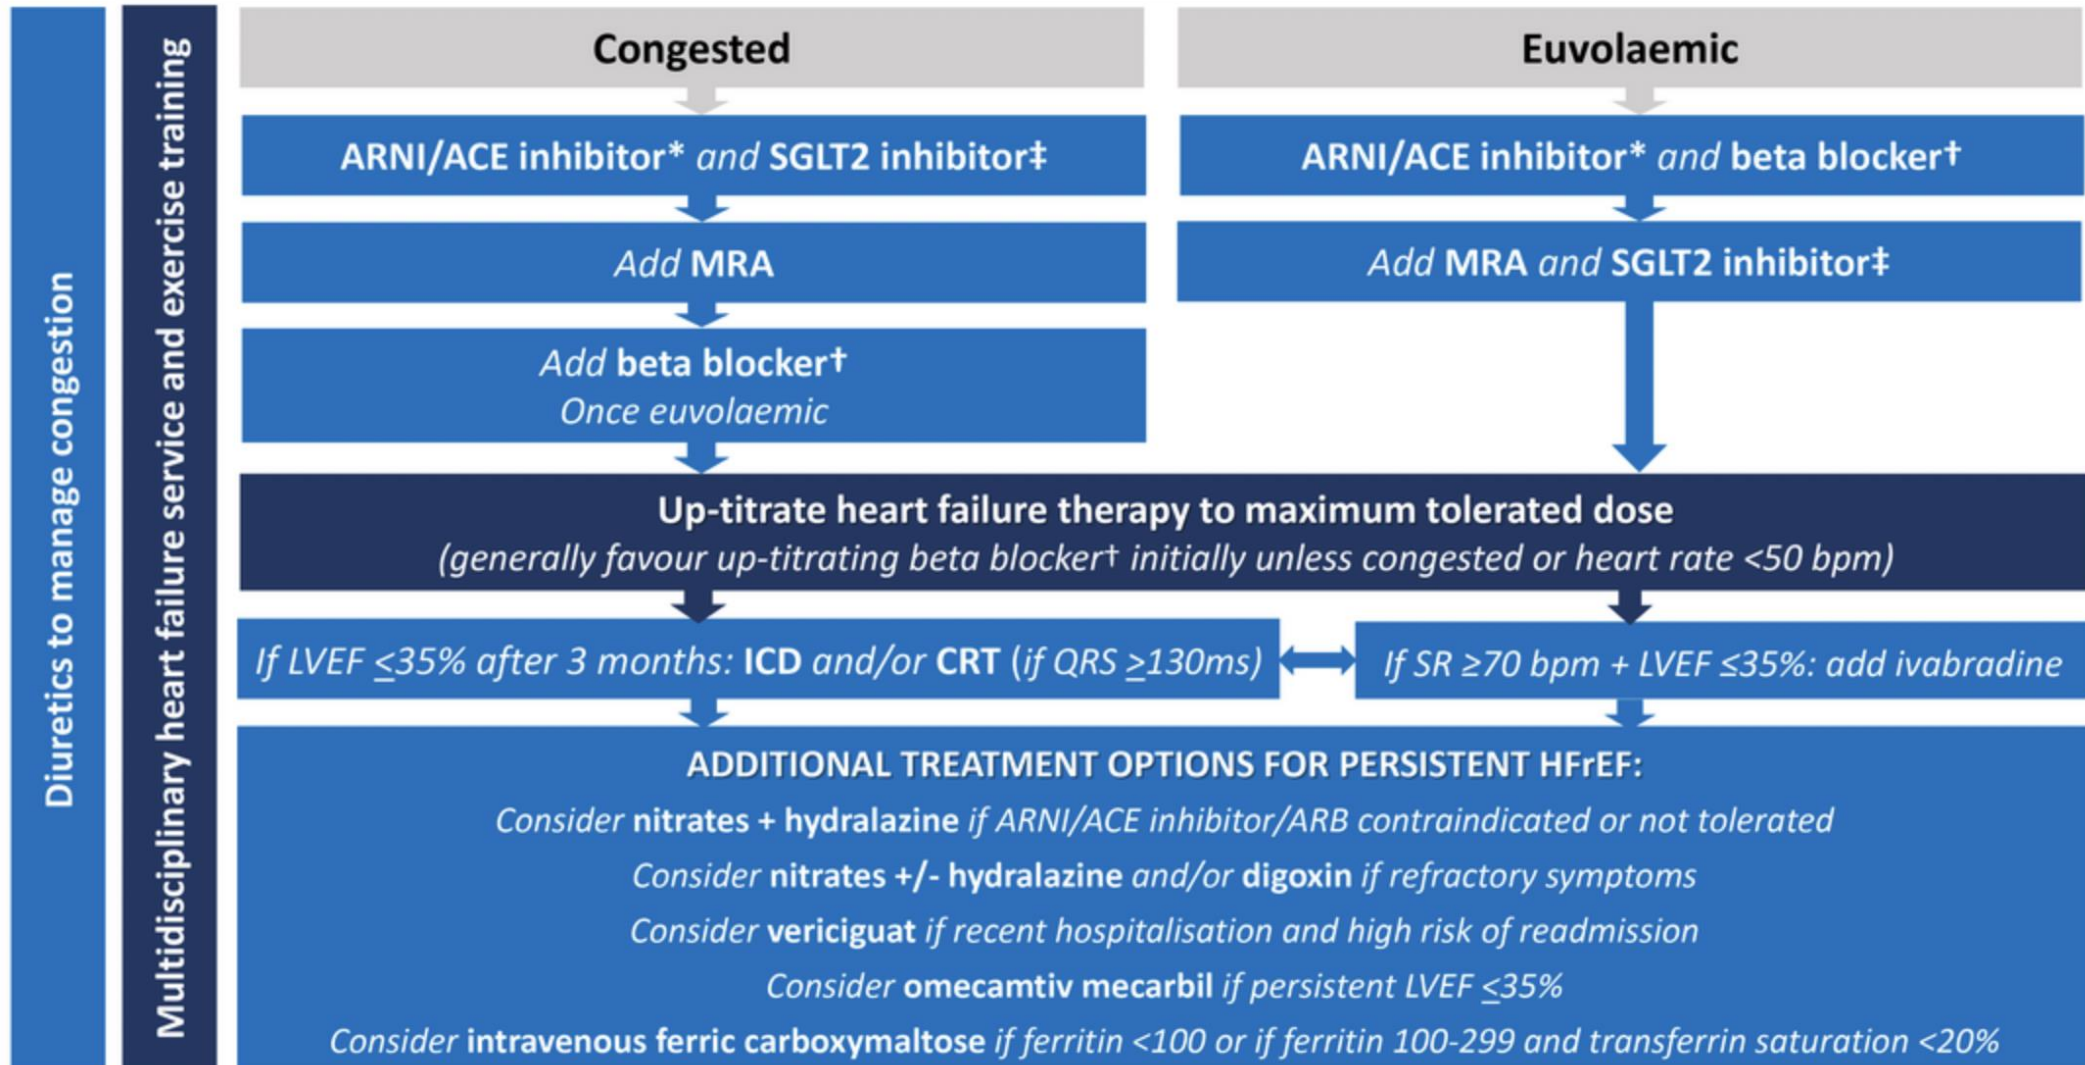 Diuretics to manage congestion
Multidisciplinary heart failure service and exercise training
Congested
Euvolaemic
ARNI/ACE inhibitor* and SGLT2 inhibitor‡
ARNI/ACE inhibitor* and beta blocker†
Add MRA
Add MRA and SGLT2 inhibitor‡
Add beta blocker†
Once euvolaemic
Up-titrate heart failure therapy to maximum tolerated dose
(generally favour up-titrating beta blocker† initially unless congested or heart rate <50 bpm)
If LVEF ≤35% after 3 months: ICD and/or CRT (if QRS ≥130ms)
If SR ≥70 bpm + LVEF ≤35%: add ivabradine
ADDITIONAL TREATMENT OPTIONS FOR PERSISTENT HFrEF:
Consider nitrates + hydralazine if ARNI/ACE inhibitor/ARB contraindicated or not tolerated
Consider nitrates +/- hydralazine and/or digoxin if refractory symptoms
Consider vericiguat if recent hospitalisation and high risk of readmission
Consider omecamtiv mecarbil if persistent LVEF ≤35%
Consider intravenous ferric carboxymaltose if ferritin <100 or if ferritin 100-299 and transferrin saturation <20%